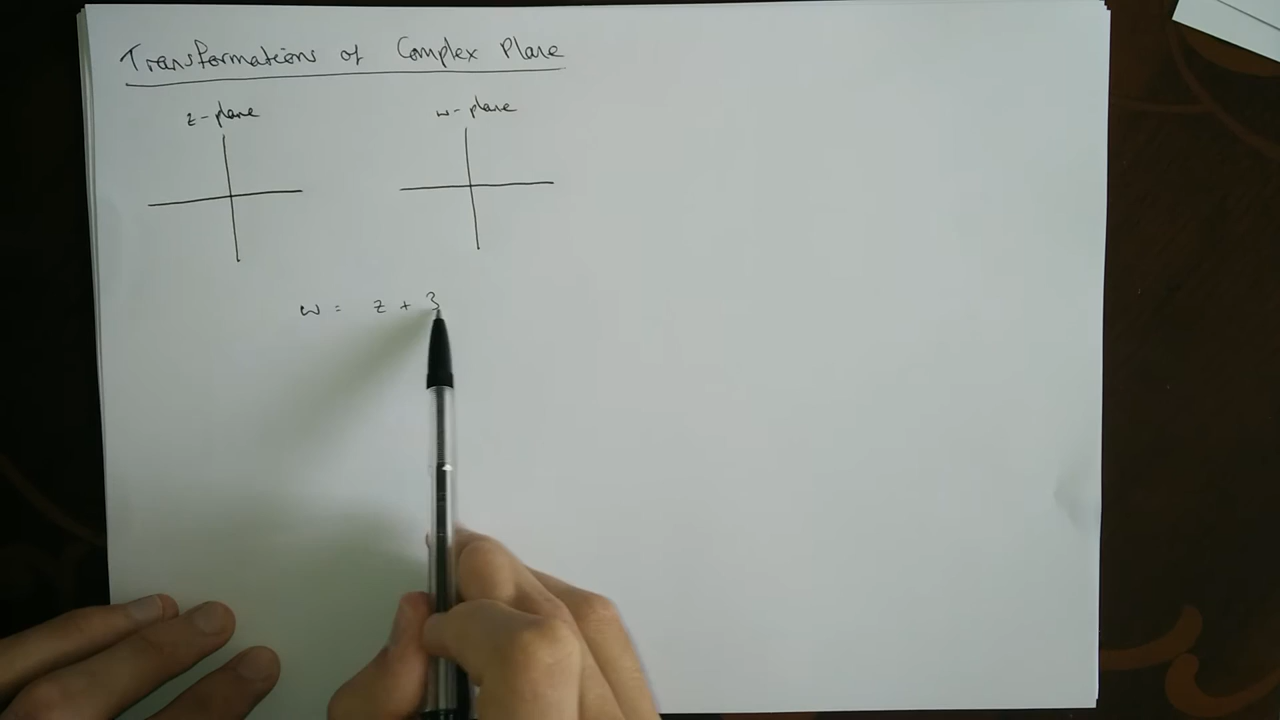 Transformations of Complex Plane
z-plane w-plane
w = z + 3